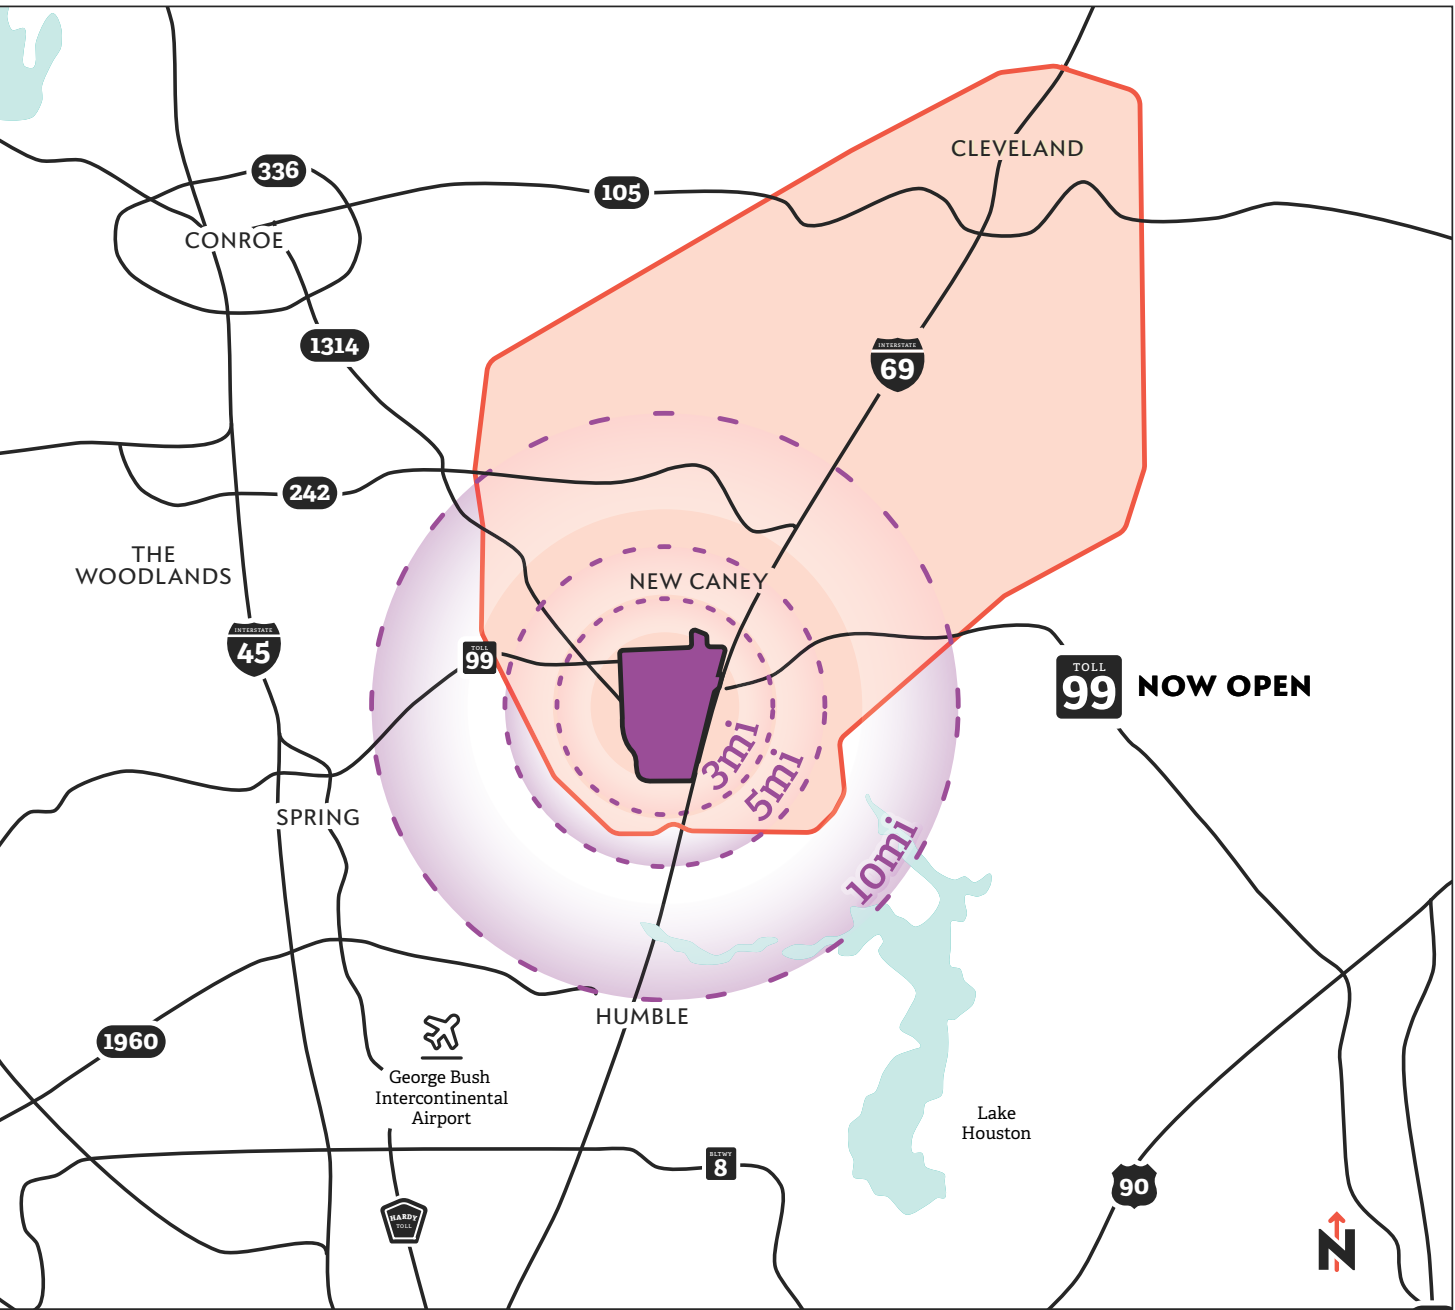 CLEVELAND
336
105
CONROE
1314
INTERSTATE
69
242
THE
WOODLANDS
NEW CANEY
INTERSTATE
45
TOLL
99
TOLL
99
NOW OPEN
3mi
5mi
10mi
SPRING
HUMBLE
1960
George Bush
Intercontinental
Airport
Lake
Houston
BLTWY
8
90
HARDY
TOLL
N